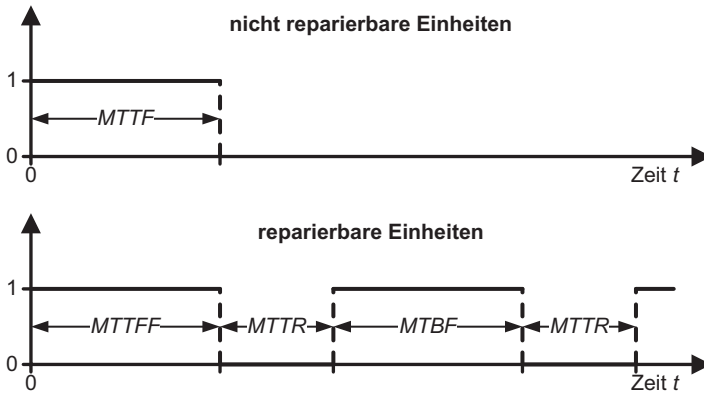 nicht reparierbare Einheiten
1
MTTF
0
0
Zeit t
reparierbare Einheiten
1
MTTFF MTTR MTBF MTTR
0
0
Zeit t